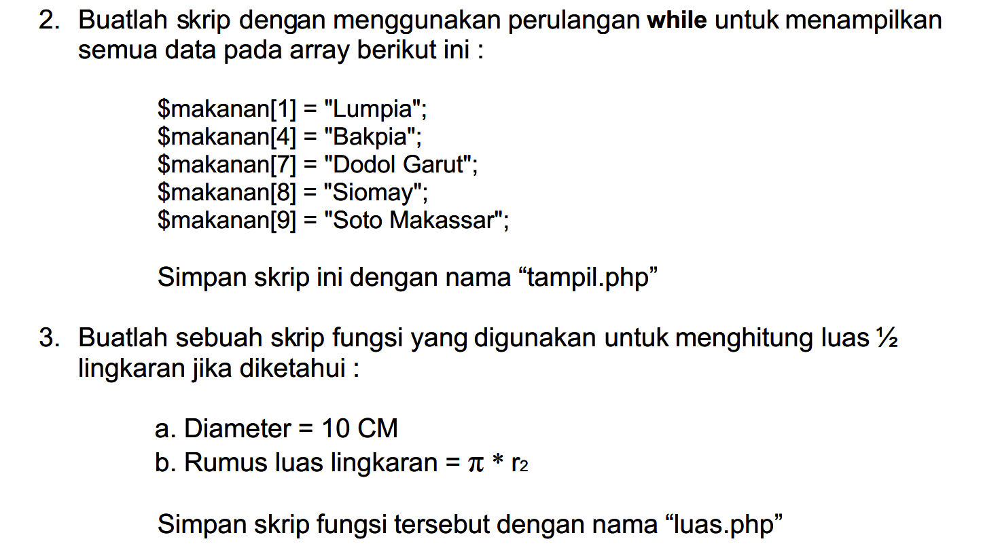 2. Buatlah skrip dengan menggunakan perulangan while untuk menampilkan
semua data pada array berikut ini :
$makanan[1] = "Lumpia";
$makanan[4] = "Bakpia";
$makanan[7] = "Dodol Garut";
$makanan[8] = "Siomay";
$makanan[9] = "Soto Makassar";
Simpan skrip ini dengan nama “tampil.php”
3. Buatlah sebuah skrip fungsi yang digunakan untuk menghitung luas ½
lingkaran jika diketahui :
a. Diameter = 10 CM
b. Rumus luas lingkaran = π * r2
Simpan skrip fungsi tersebut dengan nama “luas.php”